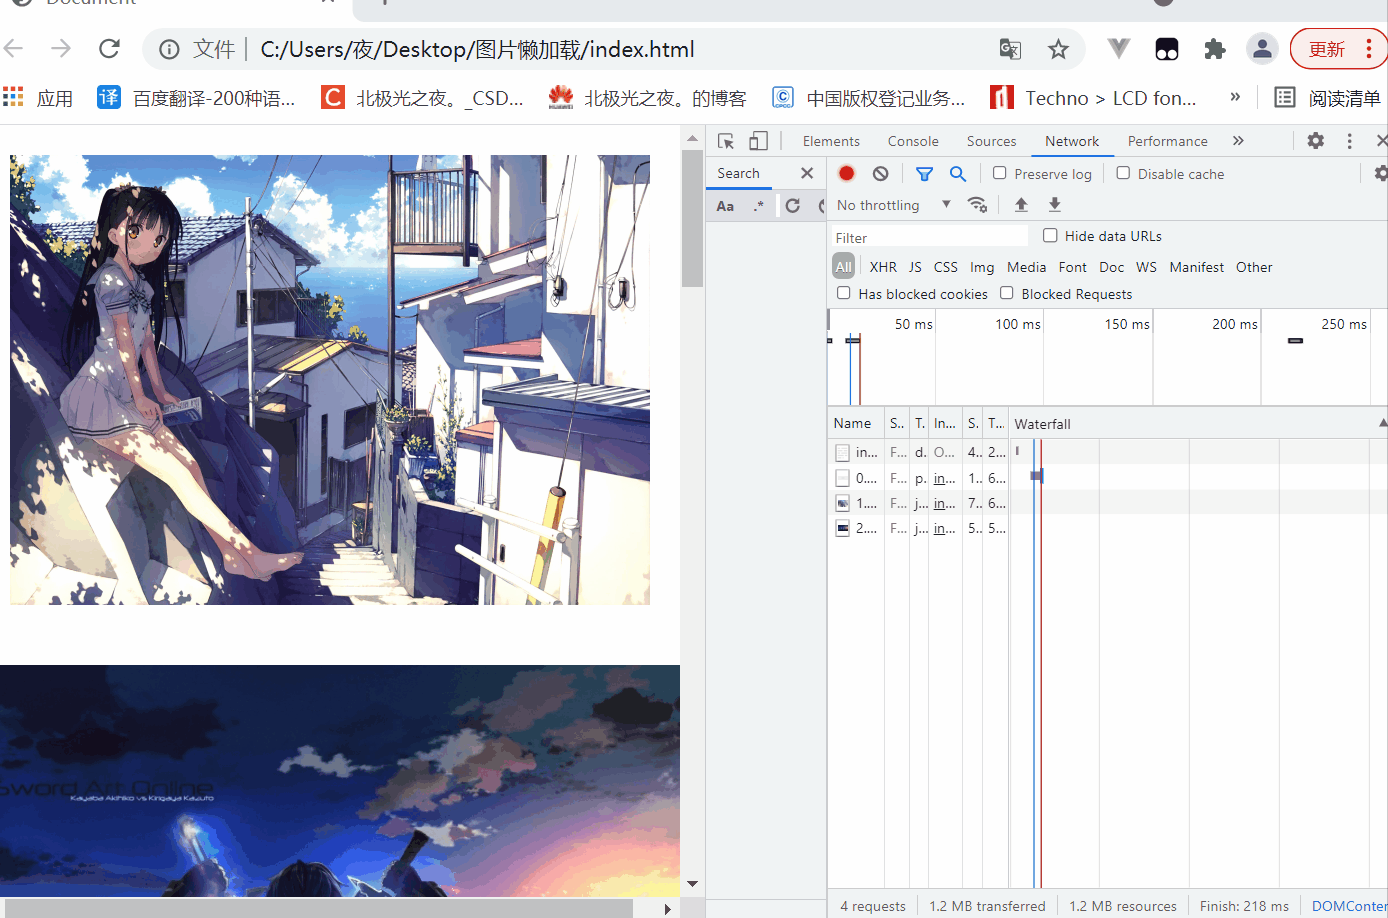 Document
文件 C:/Users/夜/Desktop/图片懒加载/index.html
更新
应用 百度翻译-200种语... 北极光之夜。_CSD... 北极光之夜。的博客 中国版权登记业务... Techno > LCD fon... » 阅读清单
Elements Console Sources Network Performance »
Search
Preserve log Disable cache
Aa .*
No throttling
Filter
Hide data URLs
All XHR JS CSS Img Media Font Doc WS Manifest Other
Has blocked cookies Blocked Requests
50 ms 100 ms 150 ms 200 ms 250 ms
Name S.. T. In... S. T... Waterfall
in... F... d. O... 4.. 2...
0.... F... p. in... 1.. 6...
1.... F... j... in... 7.. 6...
2.... F... j... in... 5.. 5...
Sword Art Online
Kayaba Akihiko vs Kirigaya Kazuto
4 requests 1.2 MB transferred 1.2 MB resources Finish: 218 ms DOMConten